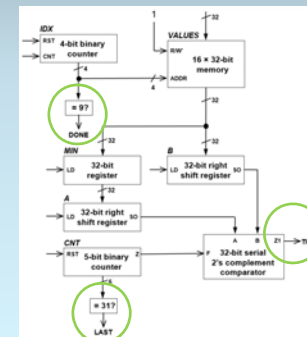 IDX
RST
CNT
4-bit binary
counter
4
= 9?
DONE
1
32
VALUES
R/W'
ADDR
16 × 32-bit
memory
4
32
32
32
MIN
LD
32-bit
register
B
LD
32-bit right
shift register
SO
32
A
LD
32-bit right
shift register
SO
CNT
RST
5-bit binary
counter
Z
= 31?
LAST
A
B
Z1
F
32-bit serial
2's complement
comparator